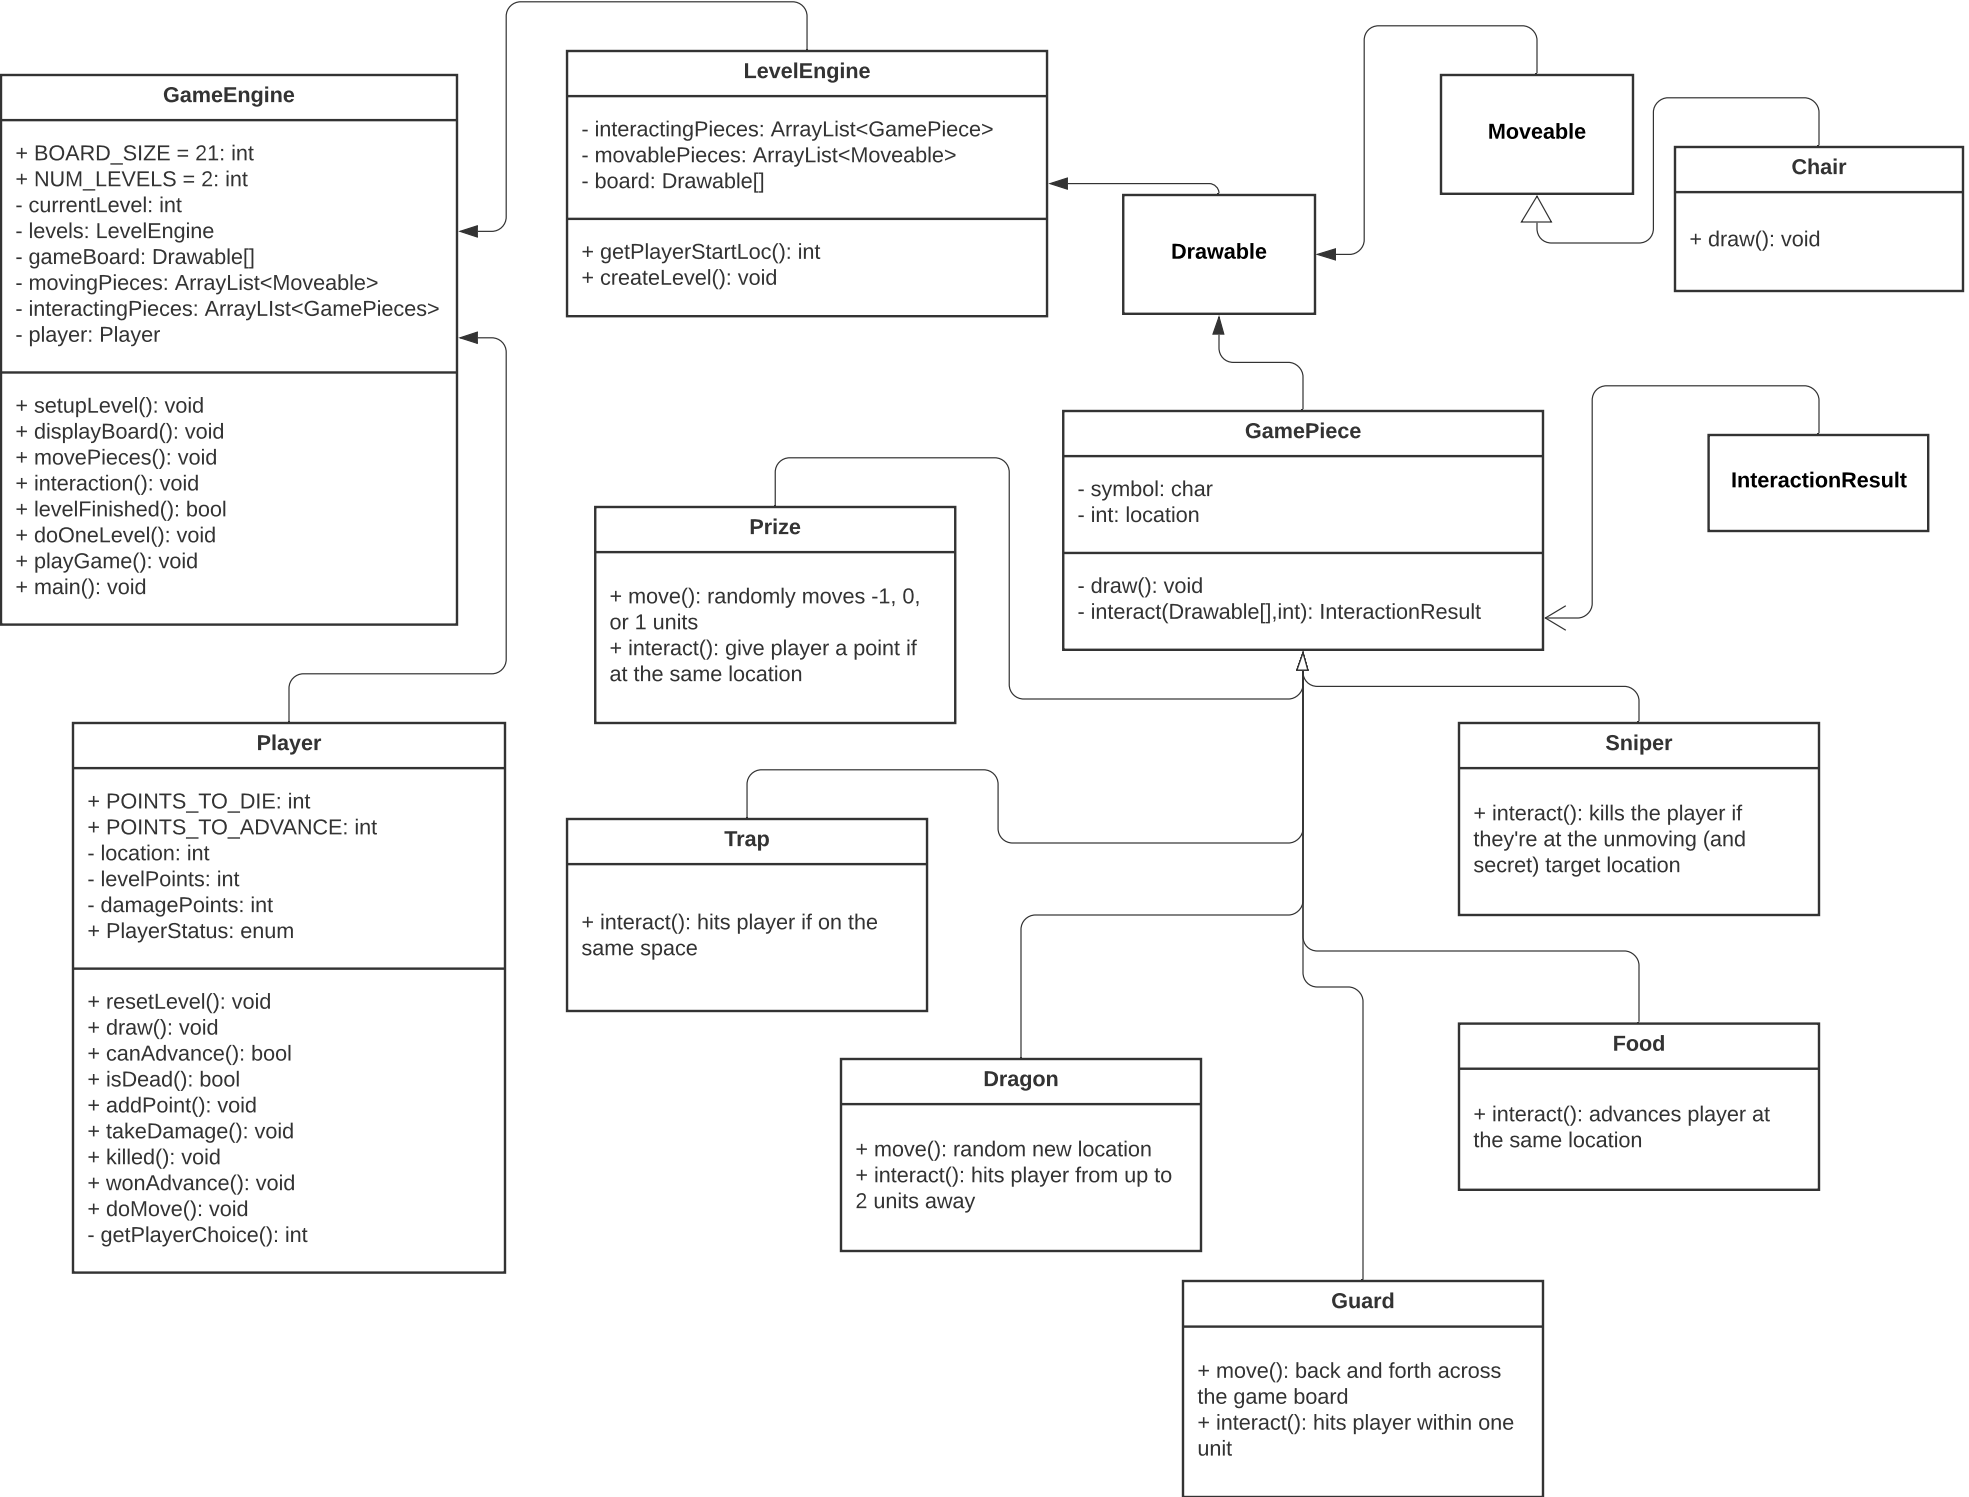 GameEngine
+ BOARD_SIZE = 21: int
+ NUM_LEVELS = 2: int
- currentLevel: int
- levels: LevelEngine
- gameBoard: Drawable[]
- movingPieces: ArrayList<Moveable>
- interactingPieces: ArrayLIst<GamePieces>
- player: Player
+ setupLevel(): void
+ displayBoard(): void
+ movePieces(): void
+ interaction(): void
+ levelFinished(): bool
+ doOneLevel(): void
+ playGame(): void
+ main(): void
LevelEngine
- interactingPieces: ArrayList<GamePiece>
- movablePieces: ArrayList<Moveable>
- board: Drawable[]
+ getPlayerStartLoc(): int
+ createLevel(): void
Drawable
Moveable
Chair
+ draw(): void
GamePiece
- symbol: char
- int: location
- draw(): void
- interact(Drawable[],int): InteractionResult
InteractionResult
Prize
+ move(): randomly moves -1, 0,
or 1 units
+ interact(): give player a point if
at the same location
Player
+ POINTS_TO_DIE: int
+ POINTS_TO_ADVANCE: int
- location: int
- levelPoints: int
- damagePoints: int
+ PlayerStatus: enum
+ resetLevel(): void
+ draw(): void
+ canAdvance(): bool
+ isDead(): bool
+ addPoint(): void
+ takeDamage(): void
+ killed(): void
+ wonAdvance(): void
+ doMove(): void
- getPlayerChoice(): int
Trap
+ interact(): hits player if on the
same space
Sniper
+ interact(): kills the player if
they're at the unmoving (and
secret) target location
Dragon
+ move(): random new location
+ interact(): hits player from up to
2 units away
Food
+ interact(): advances player at
the same location
Guard
+ move(): back and forth across
the game board
+ interact(): hits player within one
unit